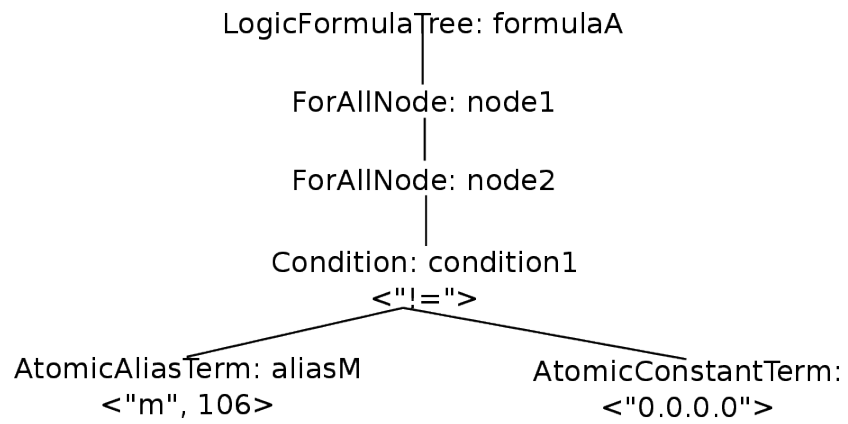 LogicFormulaTree: formulaA
ForAllNode: node1
ForAllNode: node2
Condition: condition1
<"!=">
AtomicAliasTerm: aliasM
<"m", 106>
AtomicConstantTerm:
<"0.0.0.0">